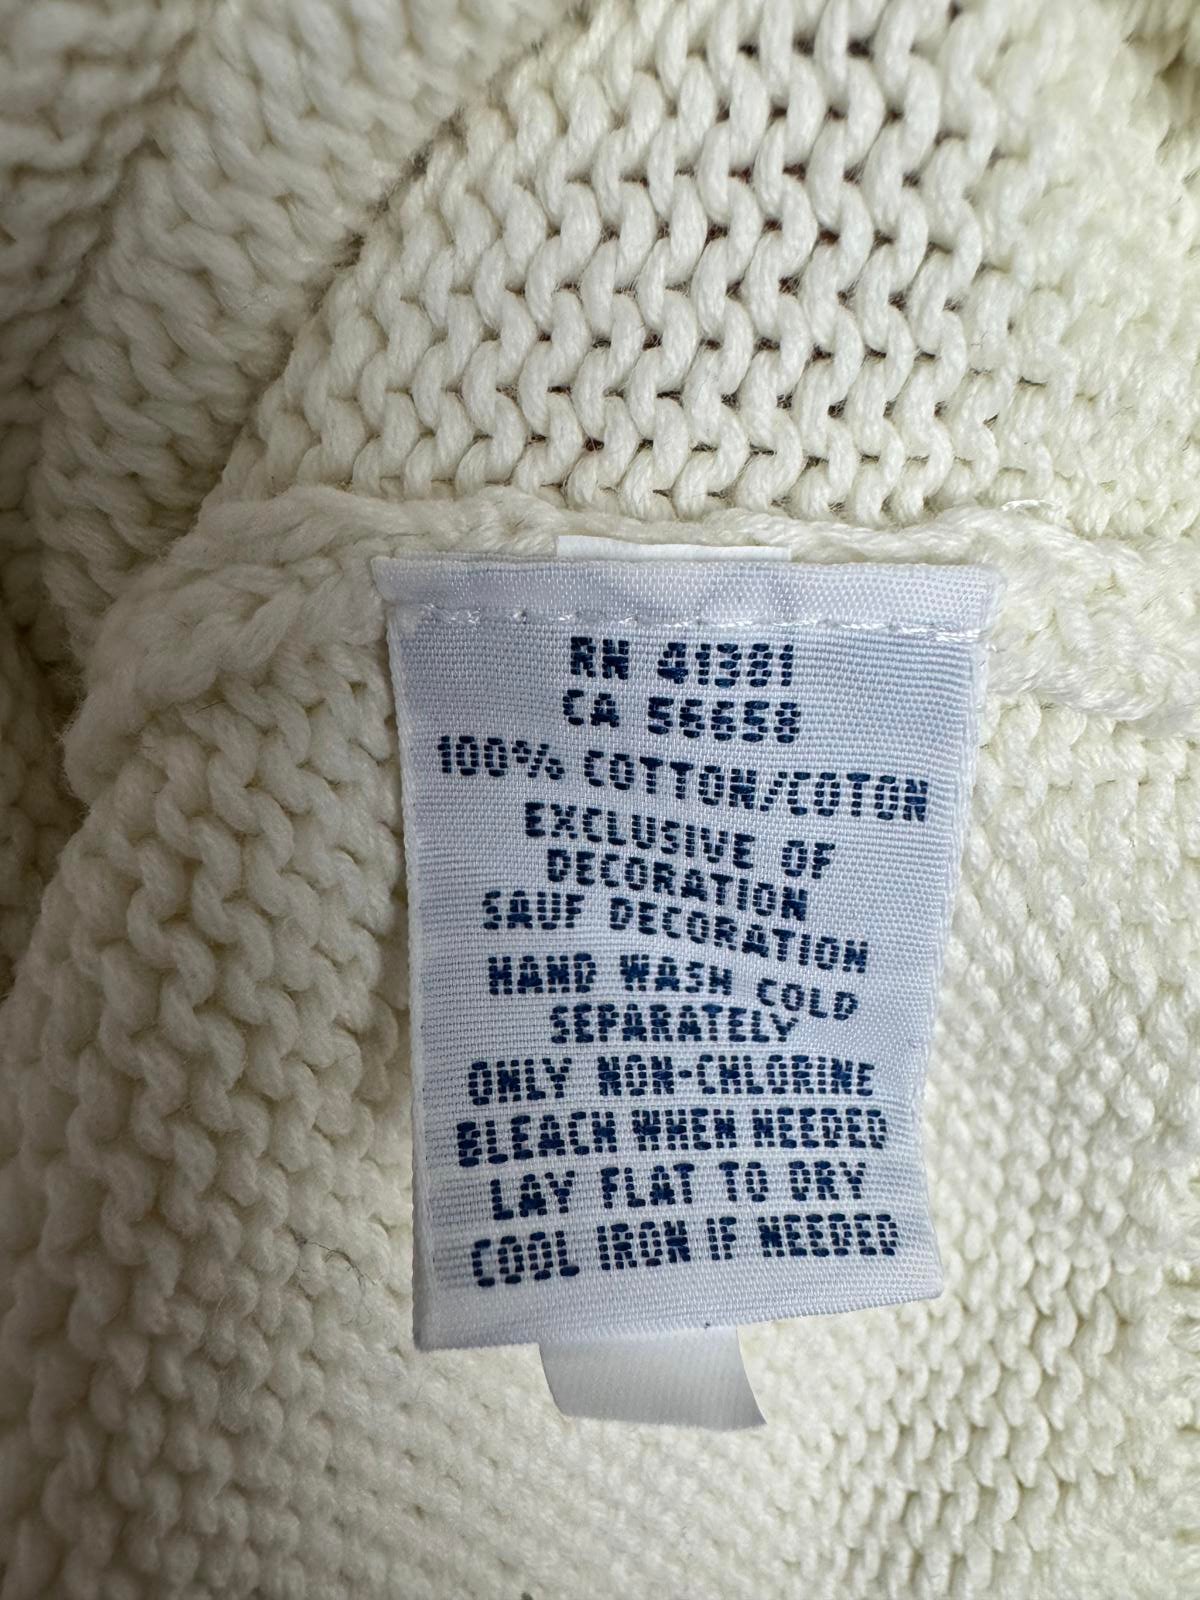 RN 41381
CA 56658
100% COTTON/COTON
EXCLUSIVE OF
DECORATION
SAUF DECORATION
HAND WASH COLD
SEPARATELY
ONLY NON-CHLORINE
BLEACH WHEN NEEDED
LAY FLAT TO DRY
COOL IRON IF NEEDED